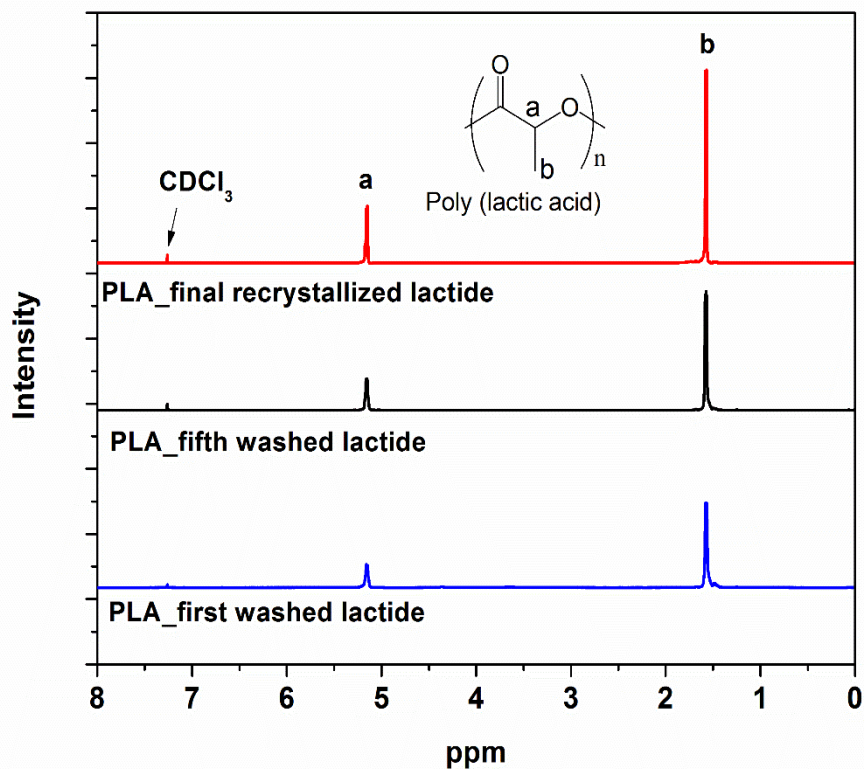 b
O
a
O
n
b
CDCl₃
a
Poly (lactic acid)
PLA_final recrystallized lactide
Intensity
PLA_fifth washed lactide
PLA_first washed lactide
8 7 6 5 4 3 2 1 0
ppm